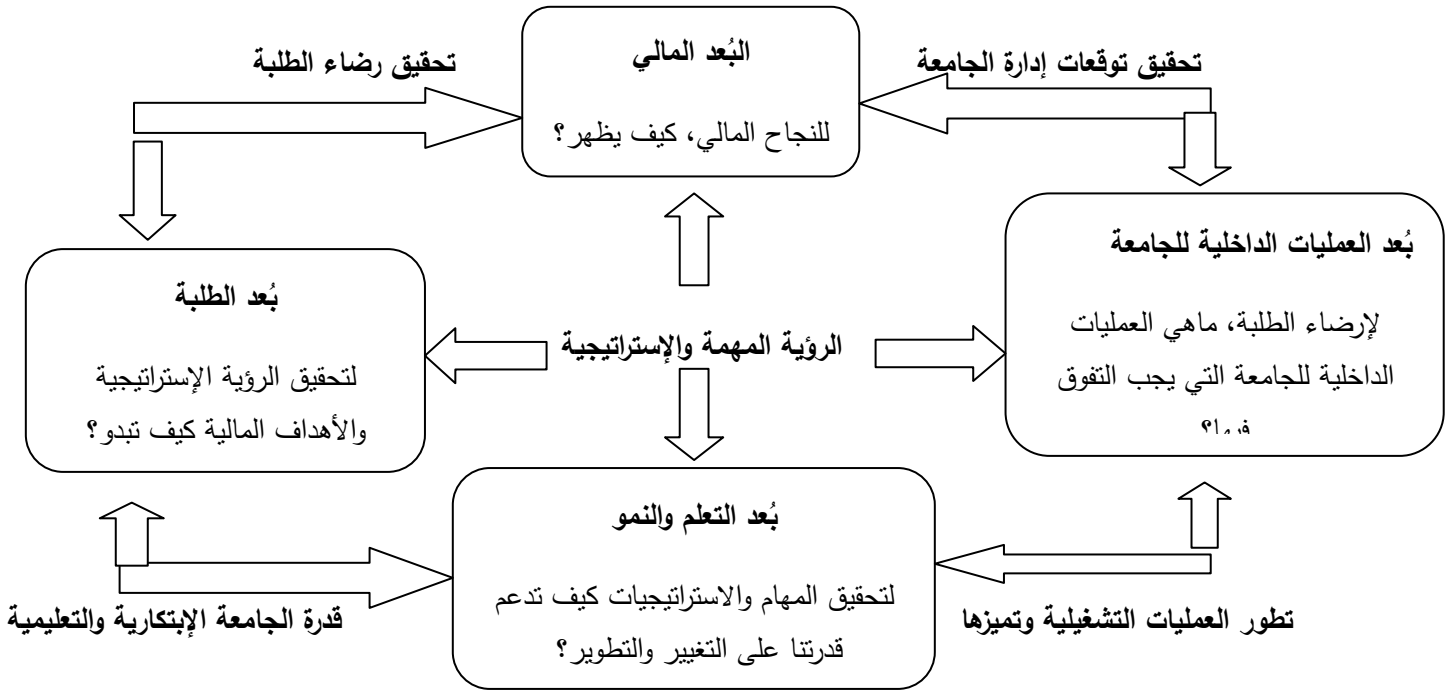 البُعد المالي
للنجاح المالي، كيف يظهر؟
تحقيق توقعات إدارة الجامعة
تحقيق رضاء الطلبة
بُعد العمليات الداخلية للجامعة
لإرضاء الطلبة، ماهي العمليات
الداخلية للجامعة التي يجب التفوق
فيها؟
الرؤية المهمة والإستراتيجية
بُعد الطلبة
لتحقيق الرؤية الإستراتيجية
والأهداف المالية كيف تبدو؟
بُعد التعلم والنمو
لتحقيق المهام والاستراتيجيات كيف تدعم
قدرتنا على التغيير والتطوير؟
تطور العمليات التشغيلية وتميزها
قدرة الجامعة الإبتكارية والتعليمية